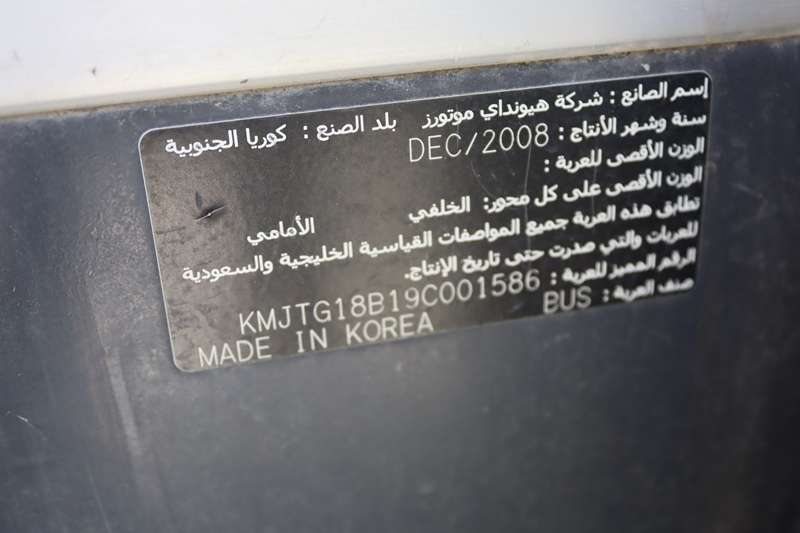 إسم الصانع : شركة هيونداي موتورز بلد الصنع : كوريا الجنوبية
سنة وشهر الأنتاج : DEC/2008
الوزن الأقصى للعربة :
الوزن الأقصى على كل محور: الخلفي الأمامي
تطابق هذه العربة جميع المواصفات القياسية الخليجية والسعودية
للعربات والتي صدرت حتى تاريخ الإنتاج.
الرقم المميز للعربة : KMJTG18B19C001586
صنف العربة : BUS
MADE IN KOREA